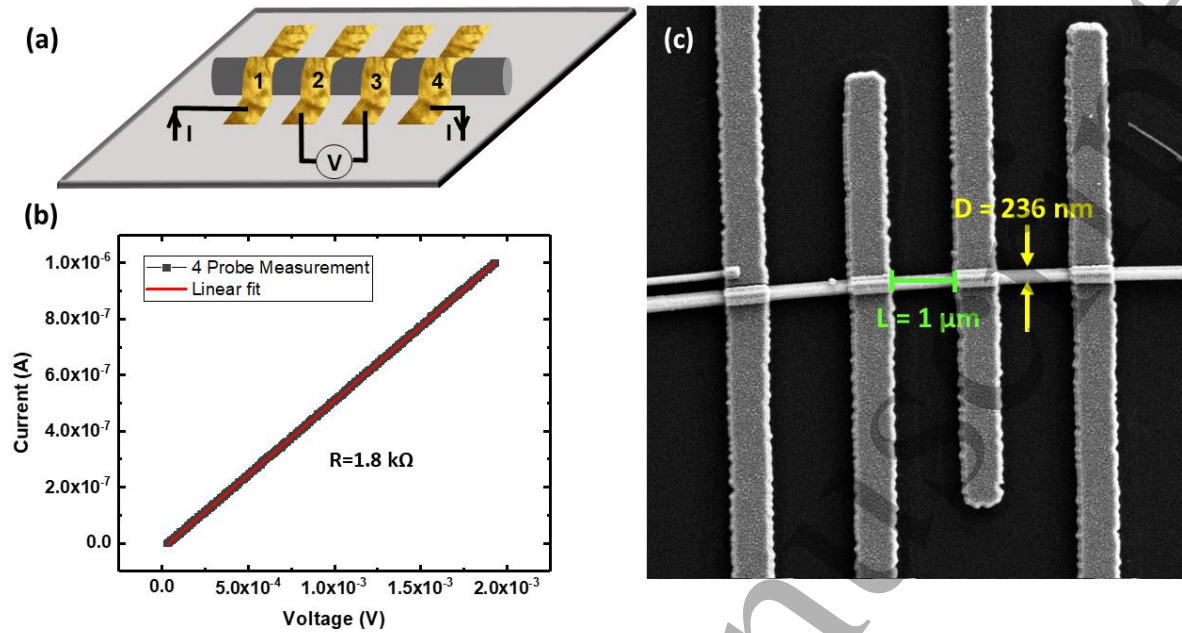 (a)
1 2 3 4
I
I
V
(b)
4 Probe Measurement
Linear fit
1.0x10⁻⁶
8.0x10⁻⁷
6.0x10⁻⁷
4.0x10⁻⁷
2.0x10⁻⁷
0.0
Current (A)
R=1.8 kΩ
0.0 5.0x10⁻⁴ 1.0x10⁻³ 1.5x10⁻³ 2.0x10⁻³
Voltage (V)
(c)
D = 236 nm
L = 1 µm